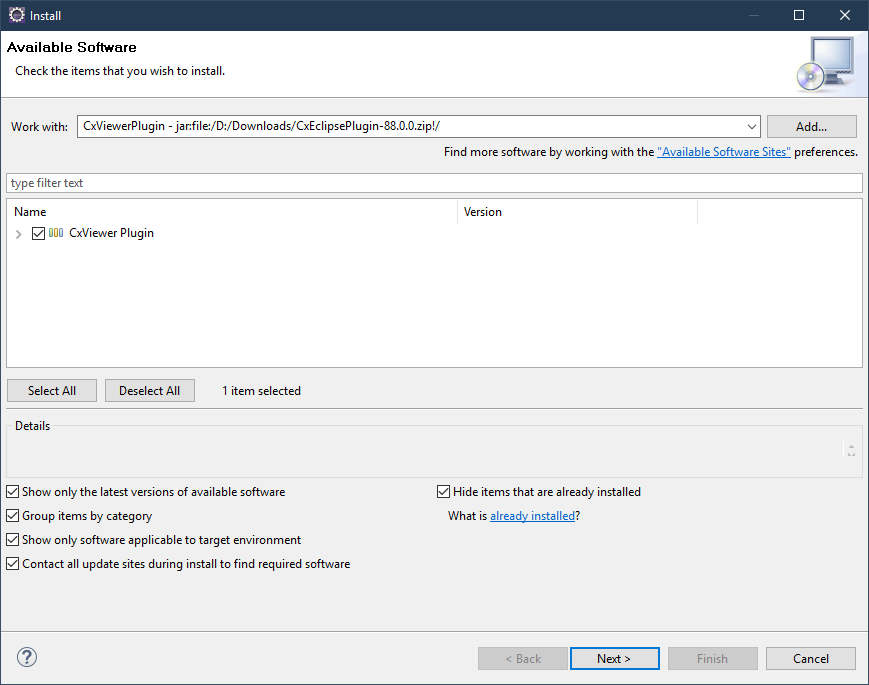 Install
Available Software
Check the items that you wish to install.
Work with: CxViewerPlugin - jar:file:/D:/Downloads/CxEclipsePlugin-88.0.0.zip!/ Add...
Find more software by working with the "Available Software Sites" preferences.
type filter text
Name Version
CxViewer Plugin
Select All Deselect All 1 item selected
Details
Show only the latest versions of available software Hide items that are already installed
Group items by category What is already installed?
Show only software applicable to target environment
Contact all update sites during install to find required software
? < Back Next > Finish Cancel